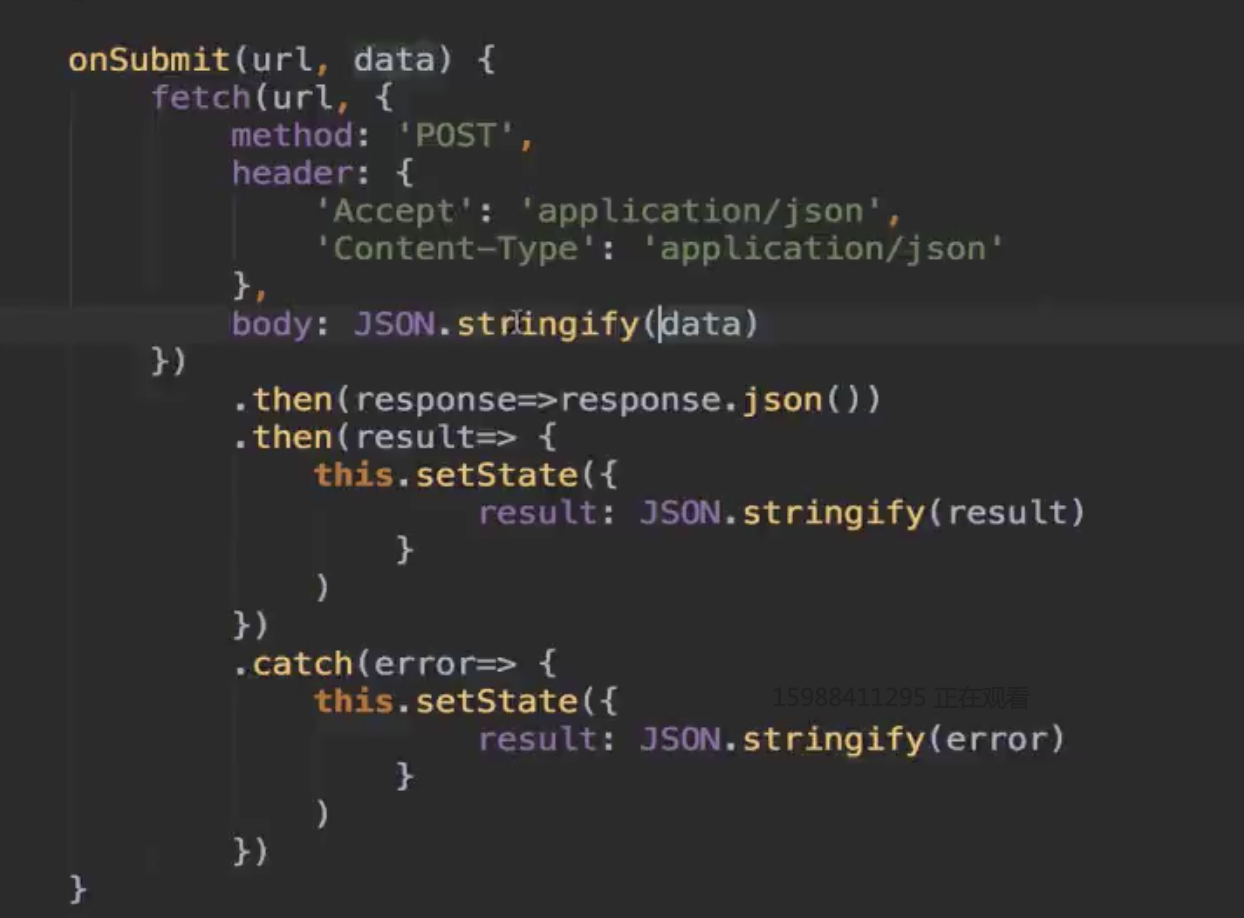 onSubmit(url, data) {
    fetch(url, {
        method: 'POST',
        header: {
            'Accept': 'application/json',
            'Content-Type': 'application/json'
        },
        body: JSON.stringify(data)
    })
        .then(response=>response.json())
        .then(result=> {
            this.setState({
                    result: JSON.stringify(result)
                }
            )
        })
        .catch(error=> {
            this.setState({
15988411295 正在观看
                    result: JSON.stringify(error)
                }
            )
        })
}